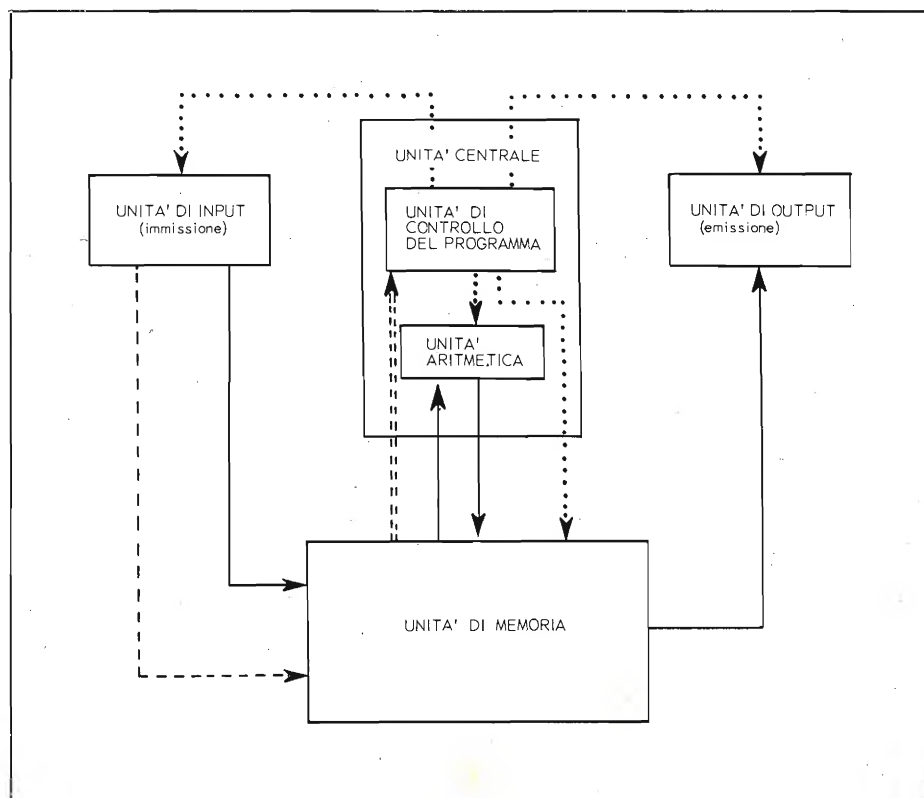 UNITA' CENTRALE
UNITA' DI INPUT
(immissione)
UNITA' DI
CONTROLLO
DEL PROGRAMMA
UNITA' DI OUTPUT
(emissione)
UNITA'
ARITMETICA
UNITA' DI MEMORIA